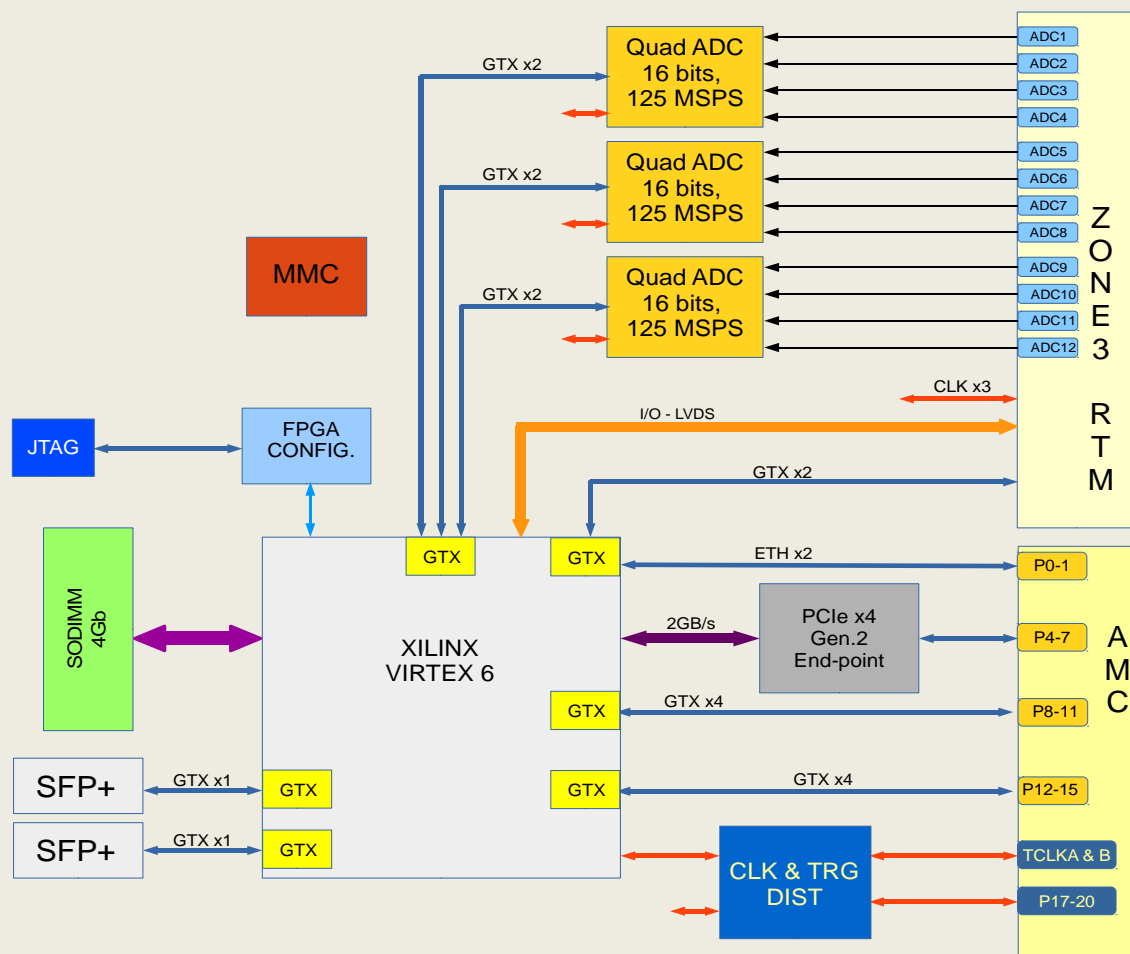 Quad ADC
16 bits,
125 MSPS
GTX x2
ADC1
ADC2
ADC3
ADC4
Quad ADC
16 bits,
125 MSPS
GTX x2
ADC5
ADC6
ADC7
ADC8
Quad ADC
16 bits,
125 MSPS
GTX x2
ADC9
ADC10
ADC11
ADC12
ZONE3
RTM
MMC
CLK x3
I/O - LVDS
GTX x2
JTAG
FPGA
CONFIG.
GTX
GTX
ETH x2
P0-1
SODIMM
4Gb
XILINX
VIRTEX 6
2GB/s
PCIe x4
Gen.2
End-point
P4-7
AMC
GTX
GTX x4
P8-11
SFP+
GTX x1
GTX
GTX
GTX x4
P12-15
SFP+
GTX x1
GTX
CLK & TRG
DIST
TCLKA & B
P17-20